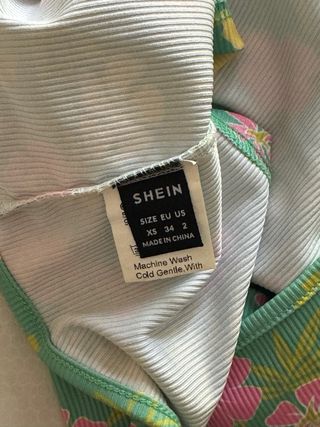 SHEIN
SIZE EU US
XS 34 2
MADE IN CHINA
Machine Wash
Cold Gentle,With